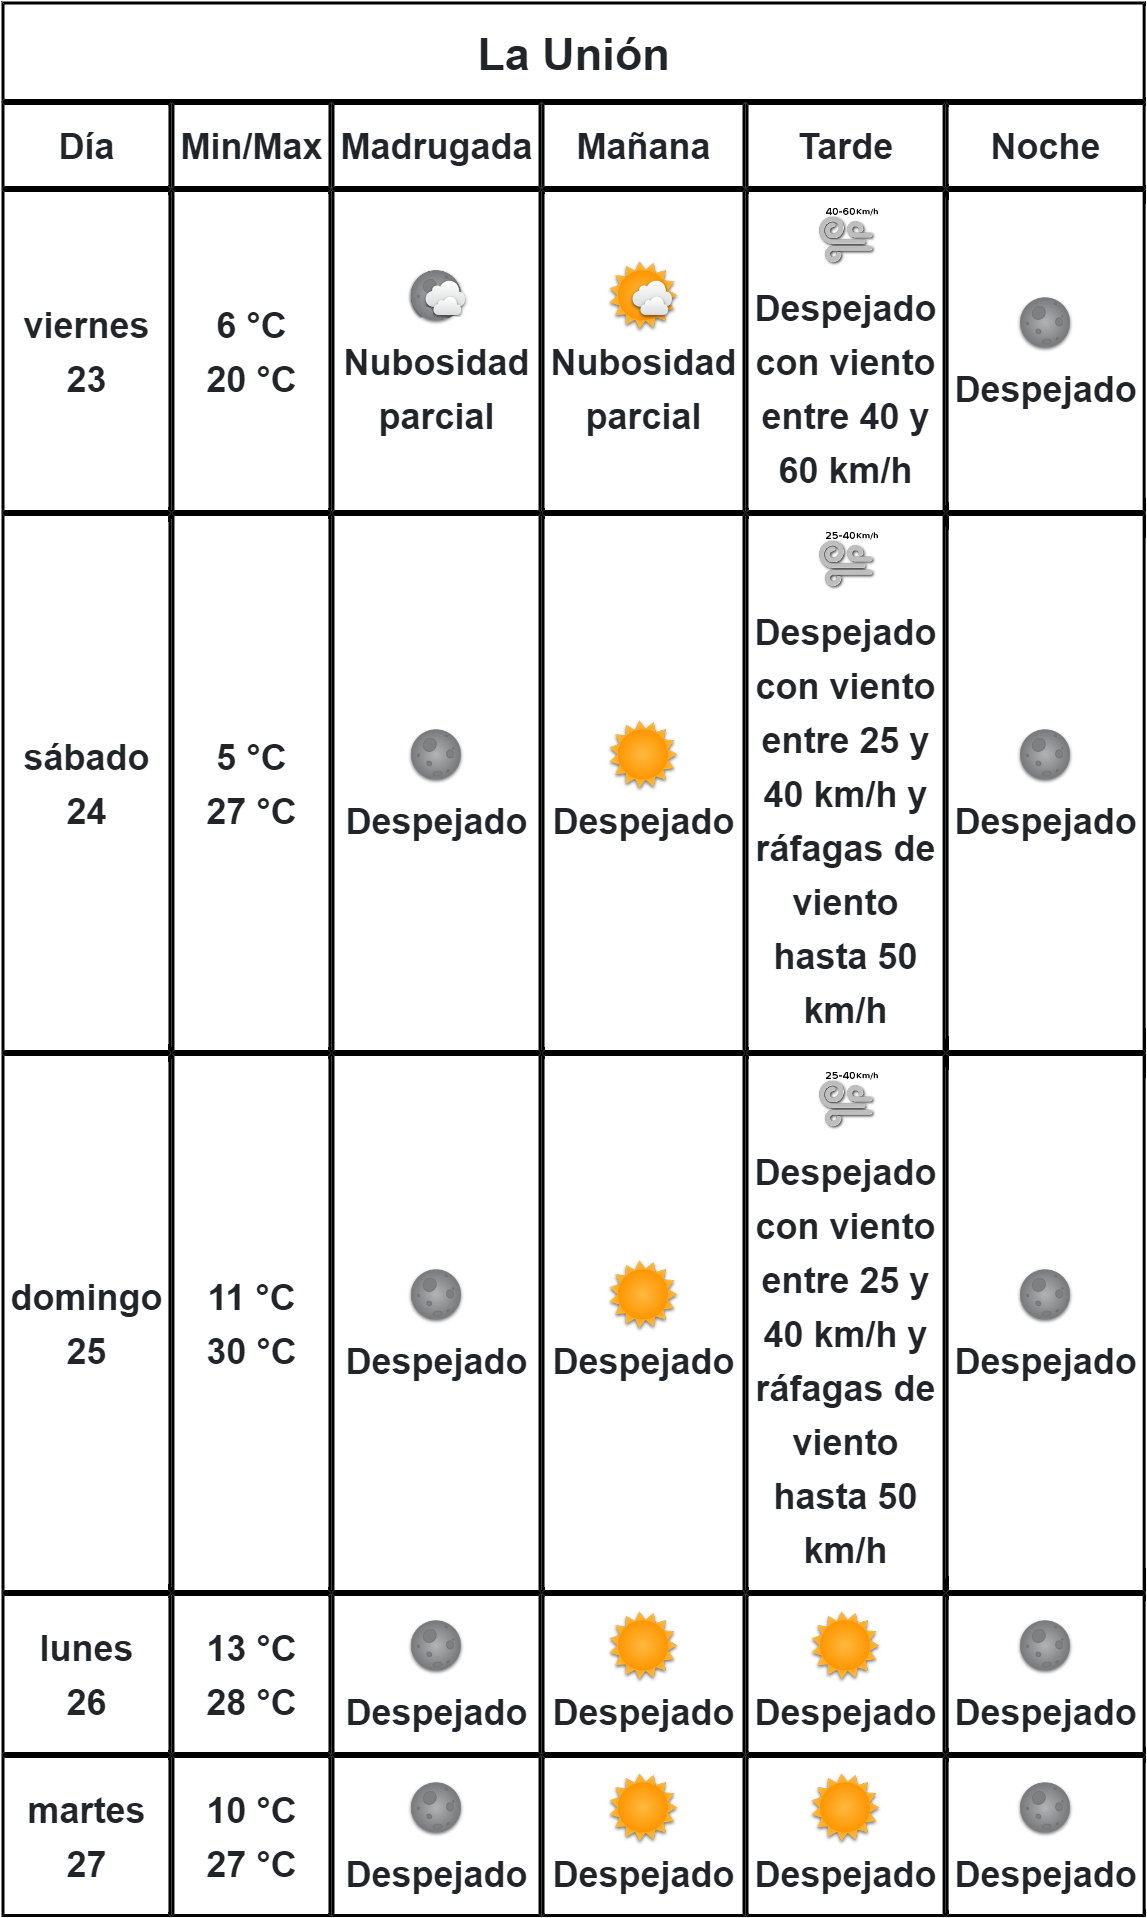 La Unión
Día Min/Max Madrugada Mañana Tarde Noche
viernes
23
6 °C
20 °C
Nubosidad
parcial
Nubosidad
parcial
40-60Km/h
Despejado
con viento
entre 40 y
60 km/h
Despejado
sábado
24
5 °C
27 °C
Despejado
Despejado
25-40Km/h
Despejado
con viento
entre 25 y
40 km/h y
ráfagas de
viento
hasta 50
km/h
Despejado
domingo
25
11 °C
30 °C
Despejado
Despejado
25-40Km/h
Despejado
con viento
entre 25 y
40 km/h y
ráfagas de
viento
hasta 50
km/h
Despejado
lunes
26
13 °C
28 °C
Despejado
Despejado
Despejado
Despejado
martes
27
10 °C
27 °C
Despejado
Despejado
Despejado
Despejado